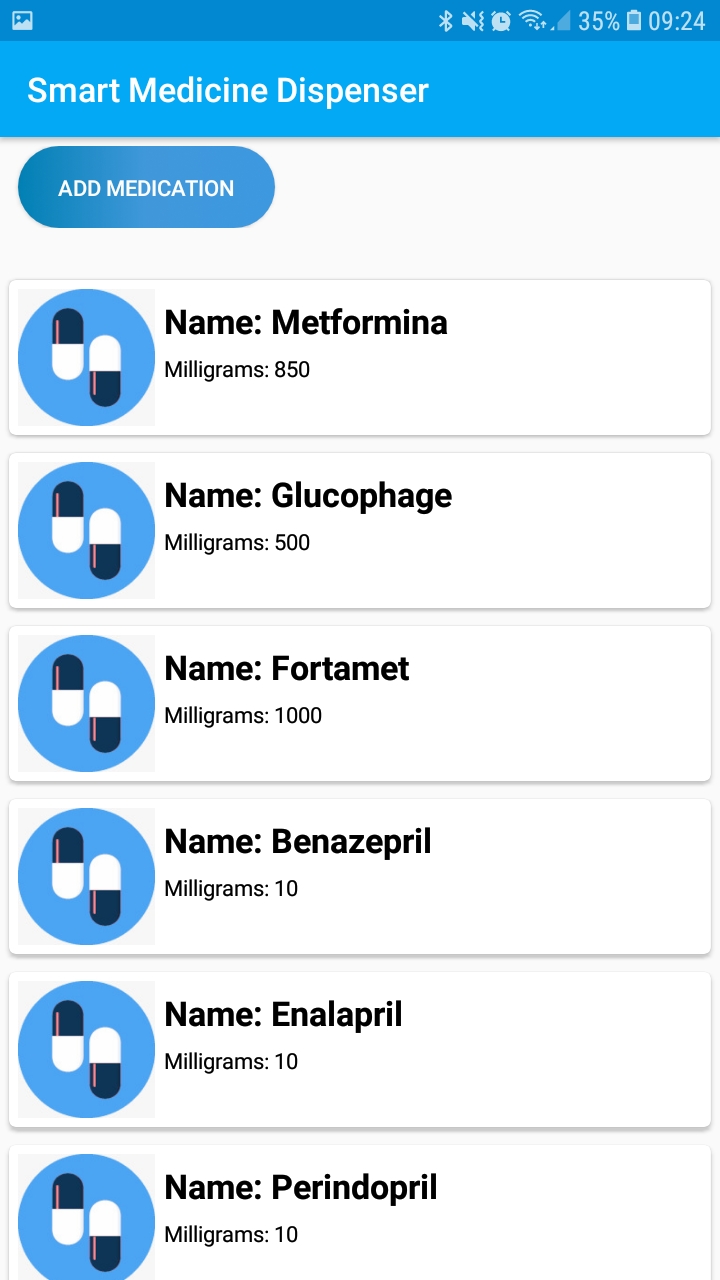 35% 09:24
Smart Medicine Dispenser
ADD MEDICATION
Name: Metformina
Milligrams: 850
Name: Glucophage
Milligrams: 500
Name: Fortamet
Milligrams: 1000
Name: Benazepril
Milligrams: 10
Name: Enalapril
Milligrams: 10
Name: Perindopril
Milligrams: 10